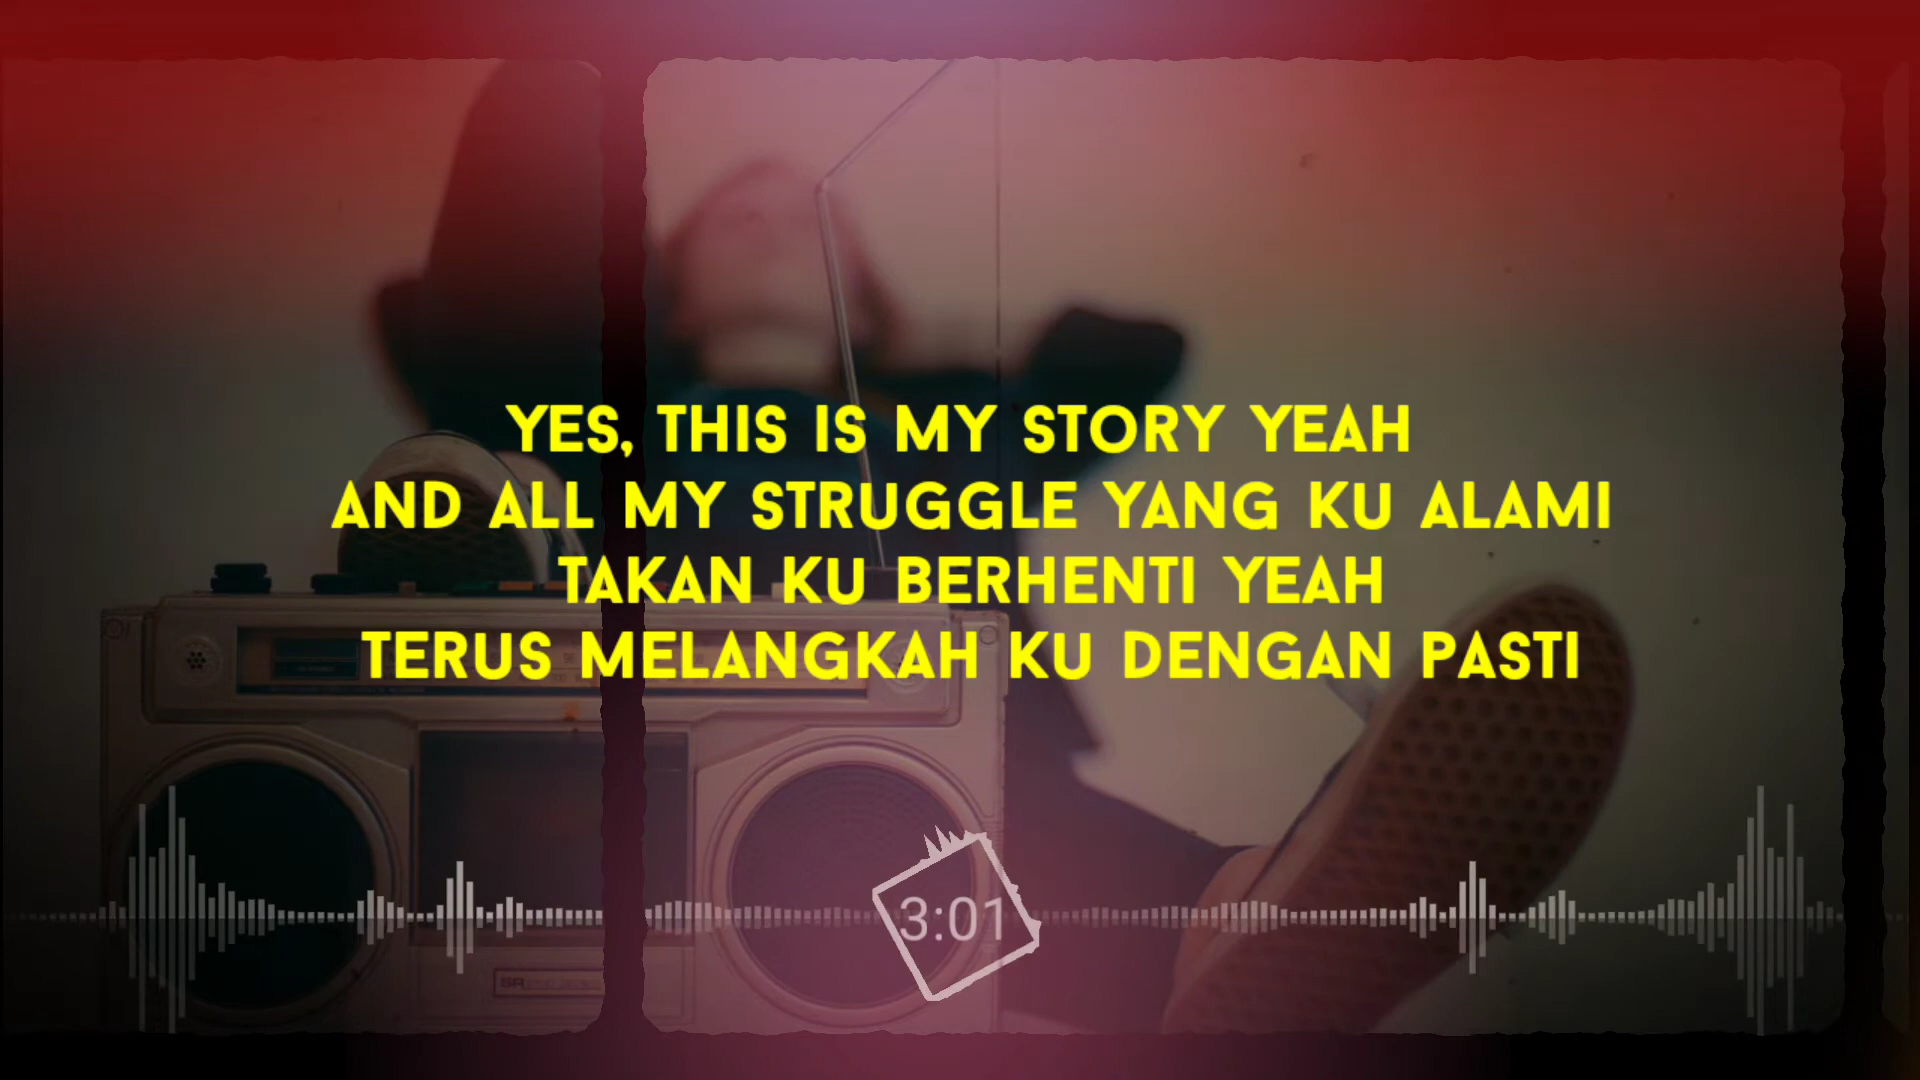 YES, THIS IS MY STORY YEAH
AND ALL MY STRUGGLE YANG KU ALAMI
TAKAN KU BERHENTI YEAH
TERUS MELANGKAH KU DENGAN PASTI
3:01